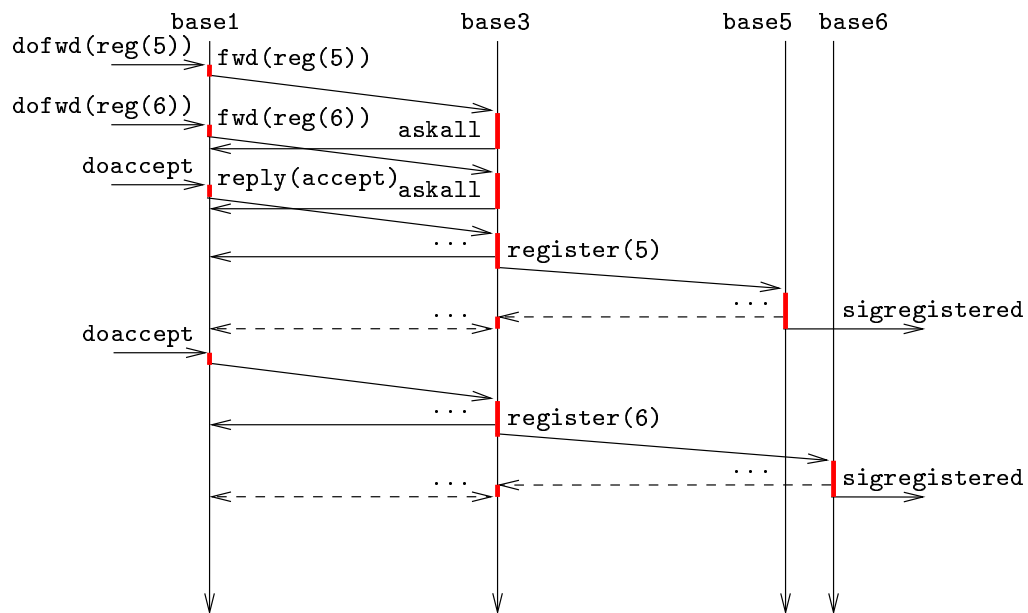 base1 base3 base5 base6
dofwd(reg(5)) fwd(reg(5))
dofwd(reg(6)) fwd(reg(6)) askall
doaccept reply(accept) askall
... register(5)
... sigregistered
doaccept ...
... register(6)
... sigregistered
...